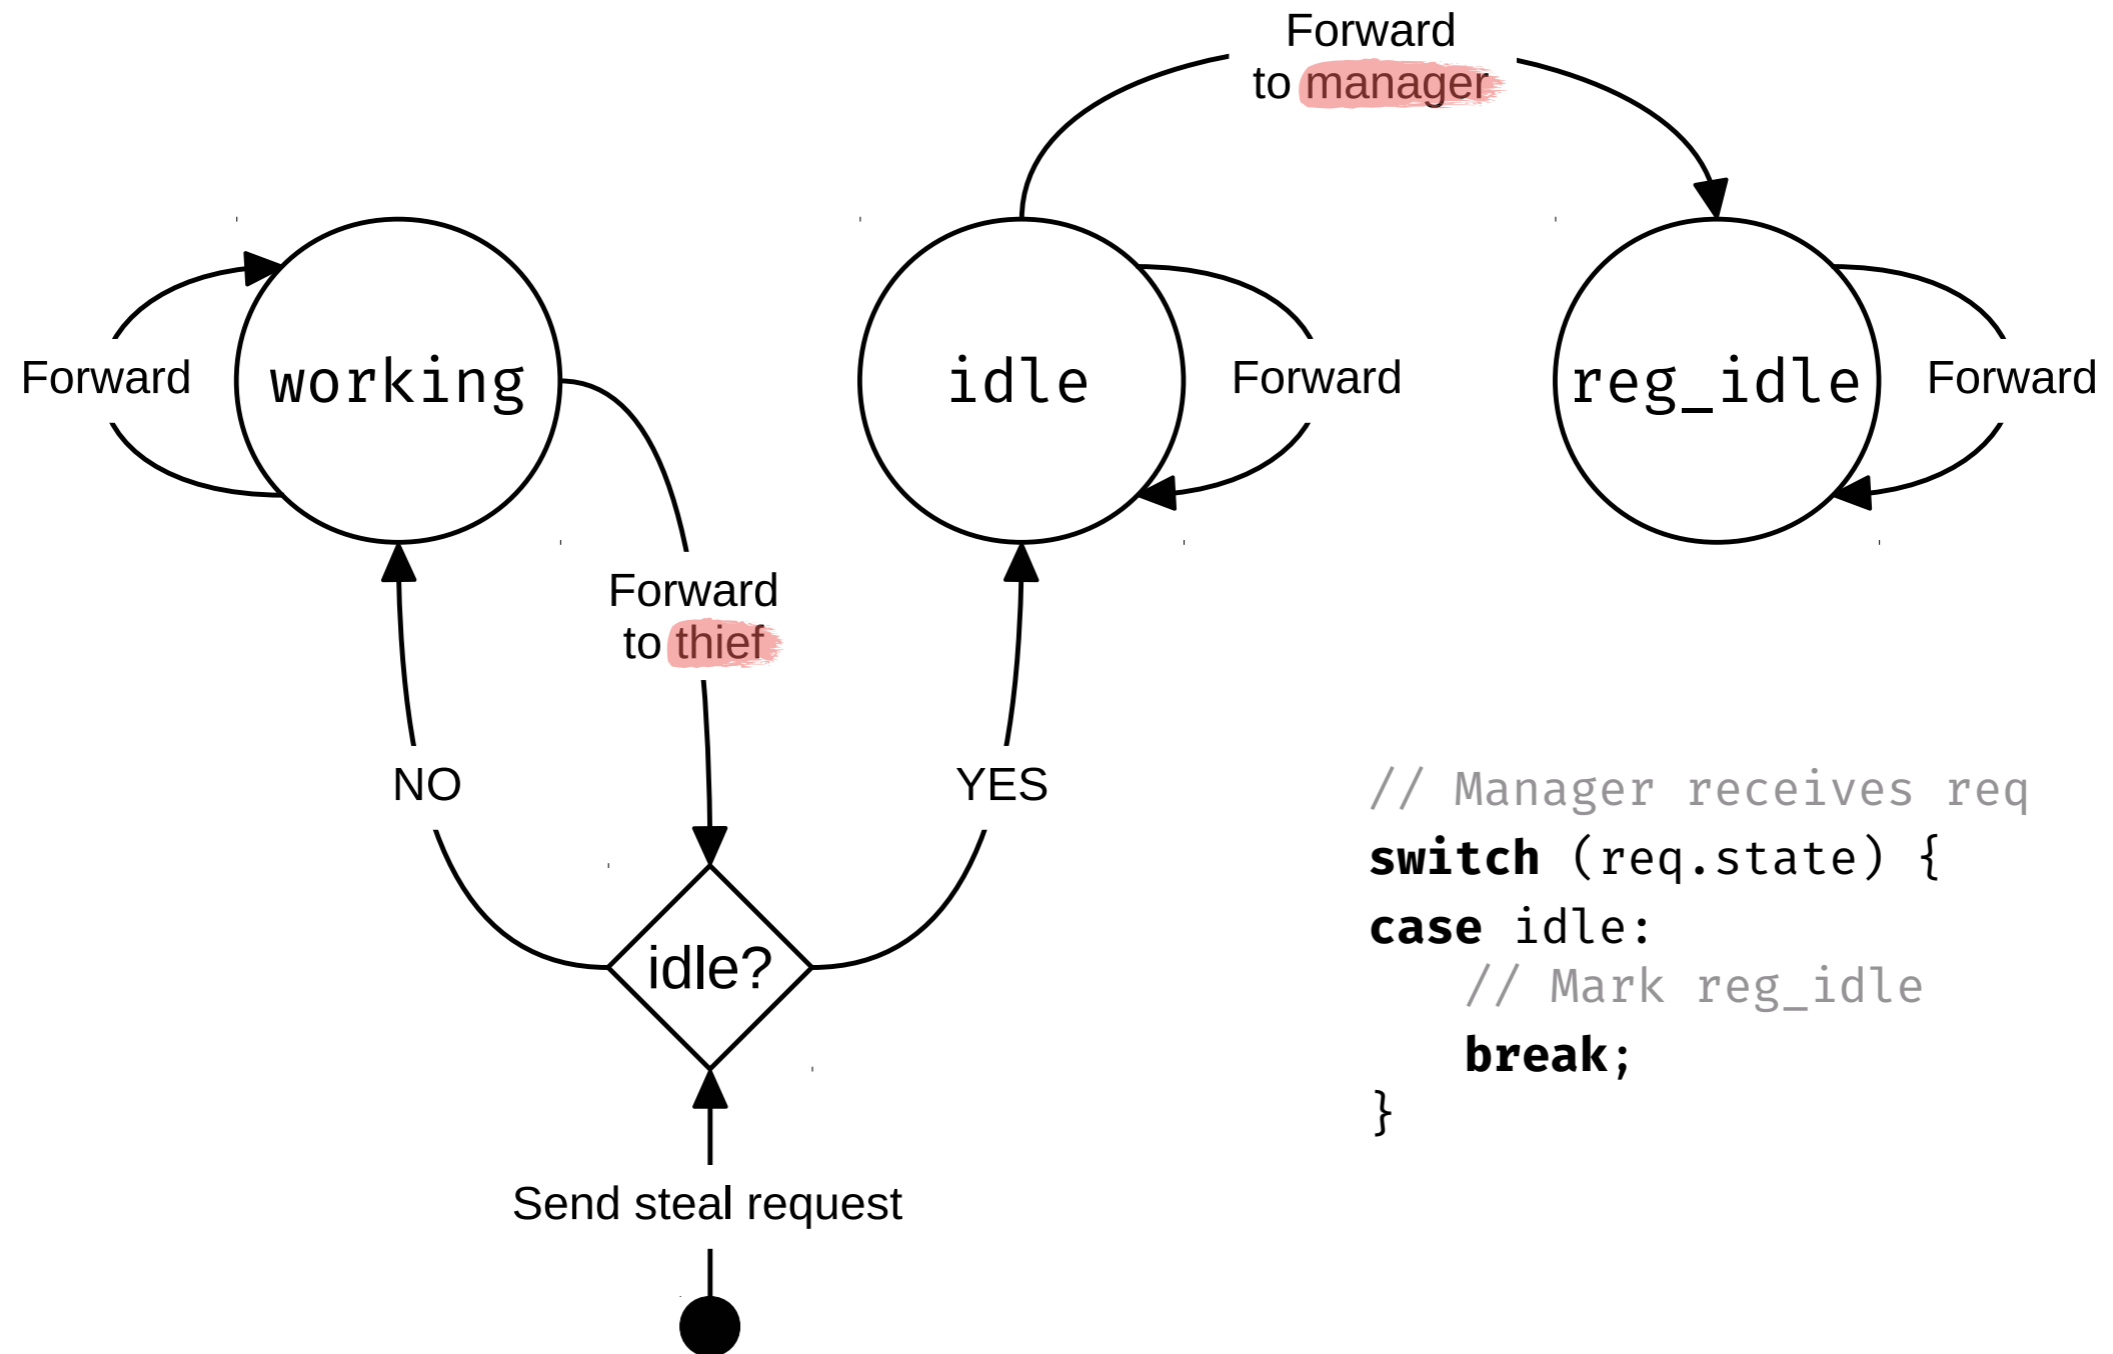 Forward
to manager
Forward
working
idle
Forward
reg_idle
Forward
Forward
to thief
NO
YES
idle?
Send steal request
// Manager receives req
switch (req.state) {
case idle:
    // Mark reg_idle
    break;
}